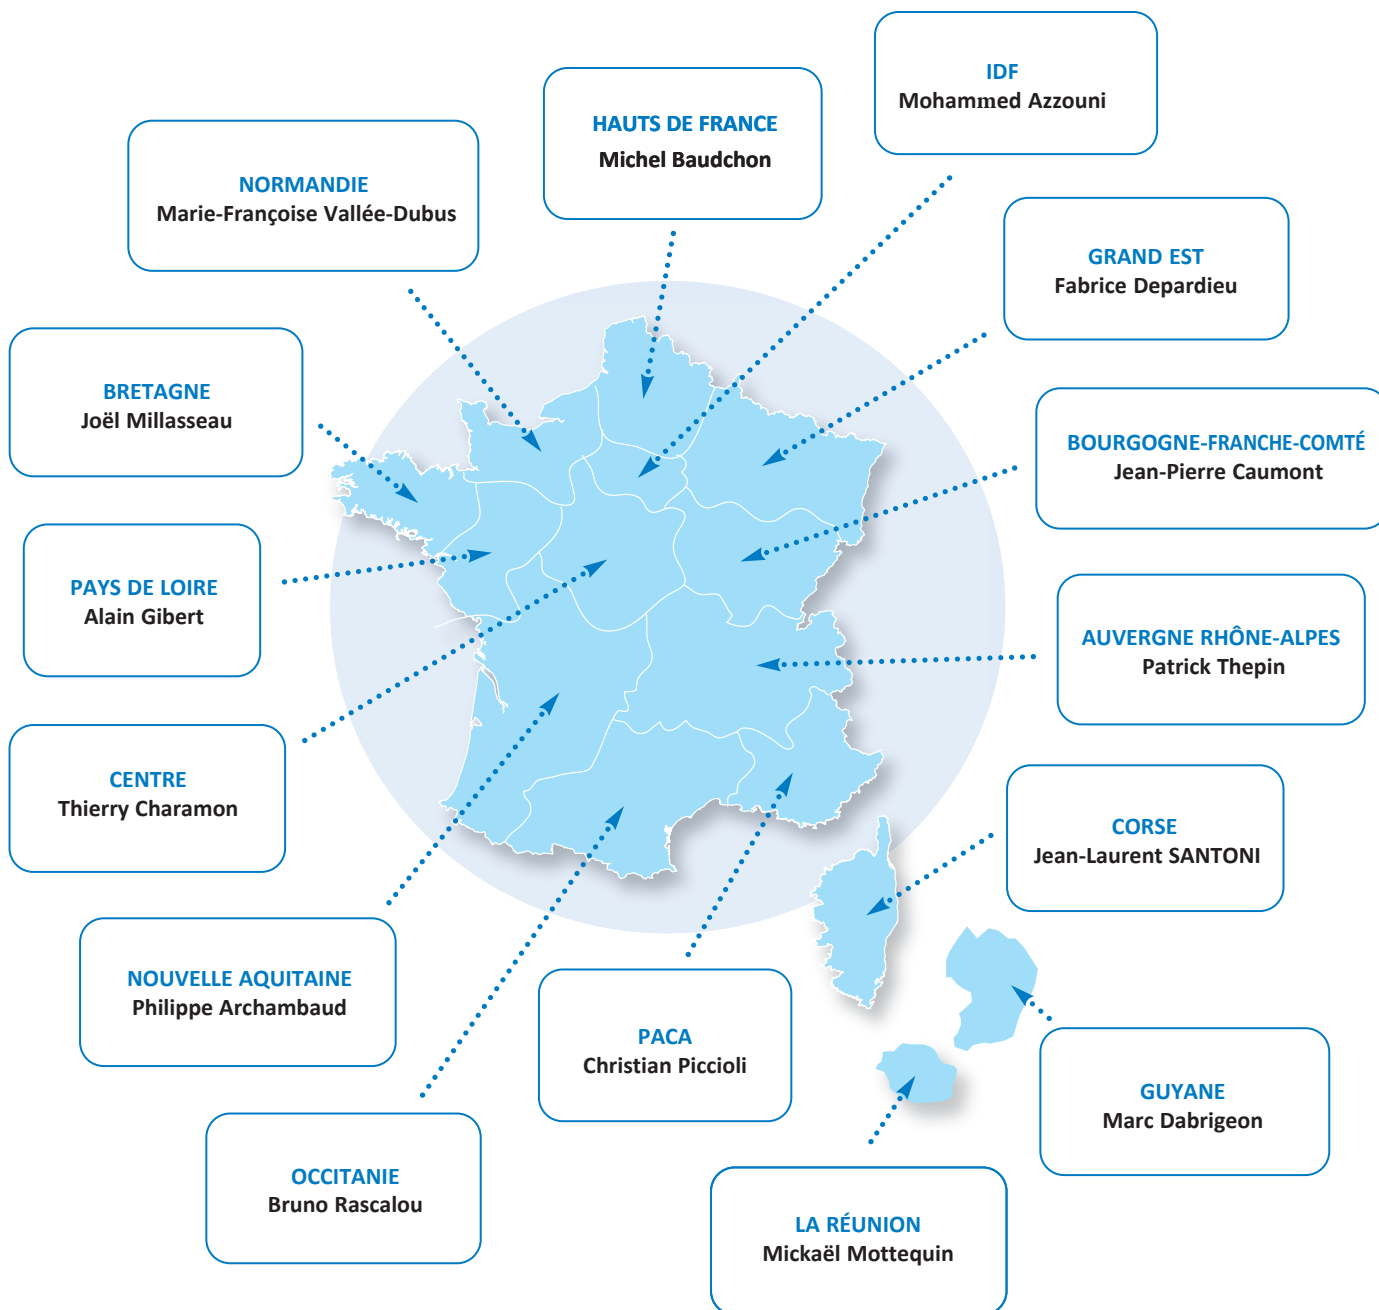 IDF
Mohammed Azzouni
HAUTS DE FRANCE
Michel Baudchon
NORMANDIE
Marie-Françoise Vallée-Dubus
GRAND EST
Fabrice Depardieu
BRETAGNE
Joël Millasseau
BOURGOGNE-FRANCHE-COMTÉ
Jean-Pierre Caumont
PAYS DE LOIRE
Alain Gibert
AUVERGNE RHÔNE-ALPES
Patrick Thepin
CENTRE
Thierry Charamon
CORSE
Jean-Laurent SANTONI
NOUVELLE AQUITAINE
Philippe Archambaud
PACA
Christian Piccioli
GUYANE
Marc Dabrigeon
OCCITANIE
Bruno Rascalou
LA RÉUNION
Mickaël Mottequin